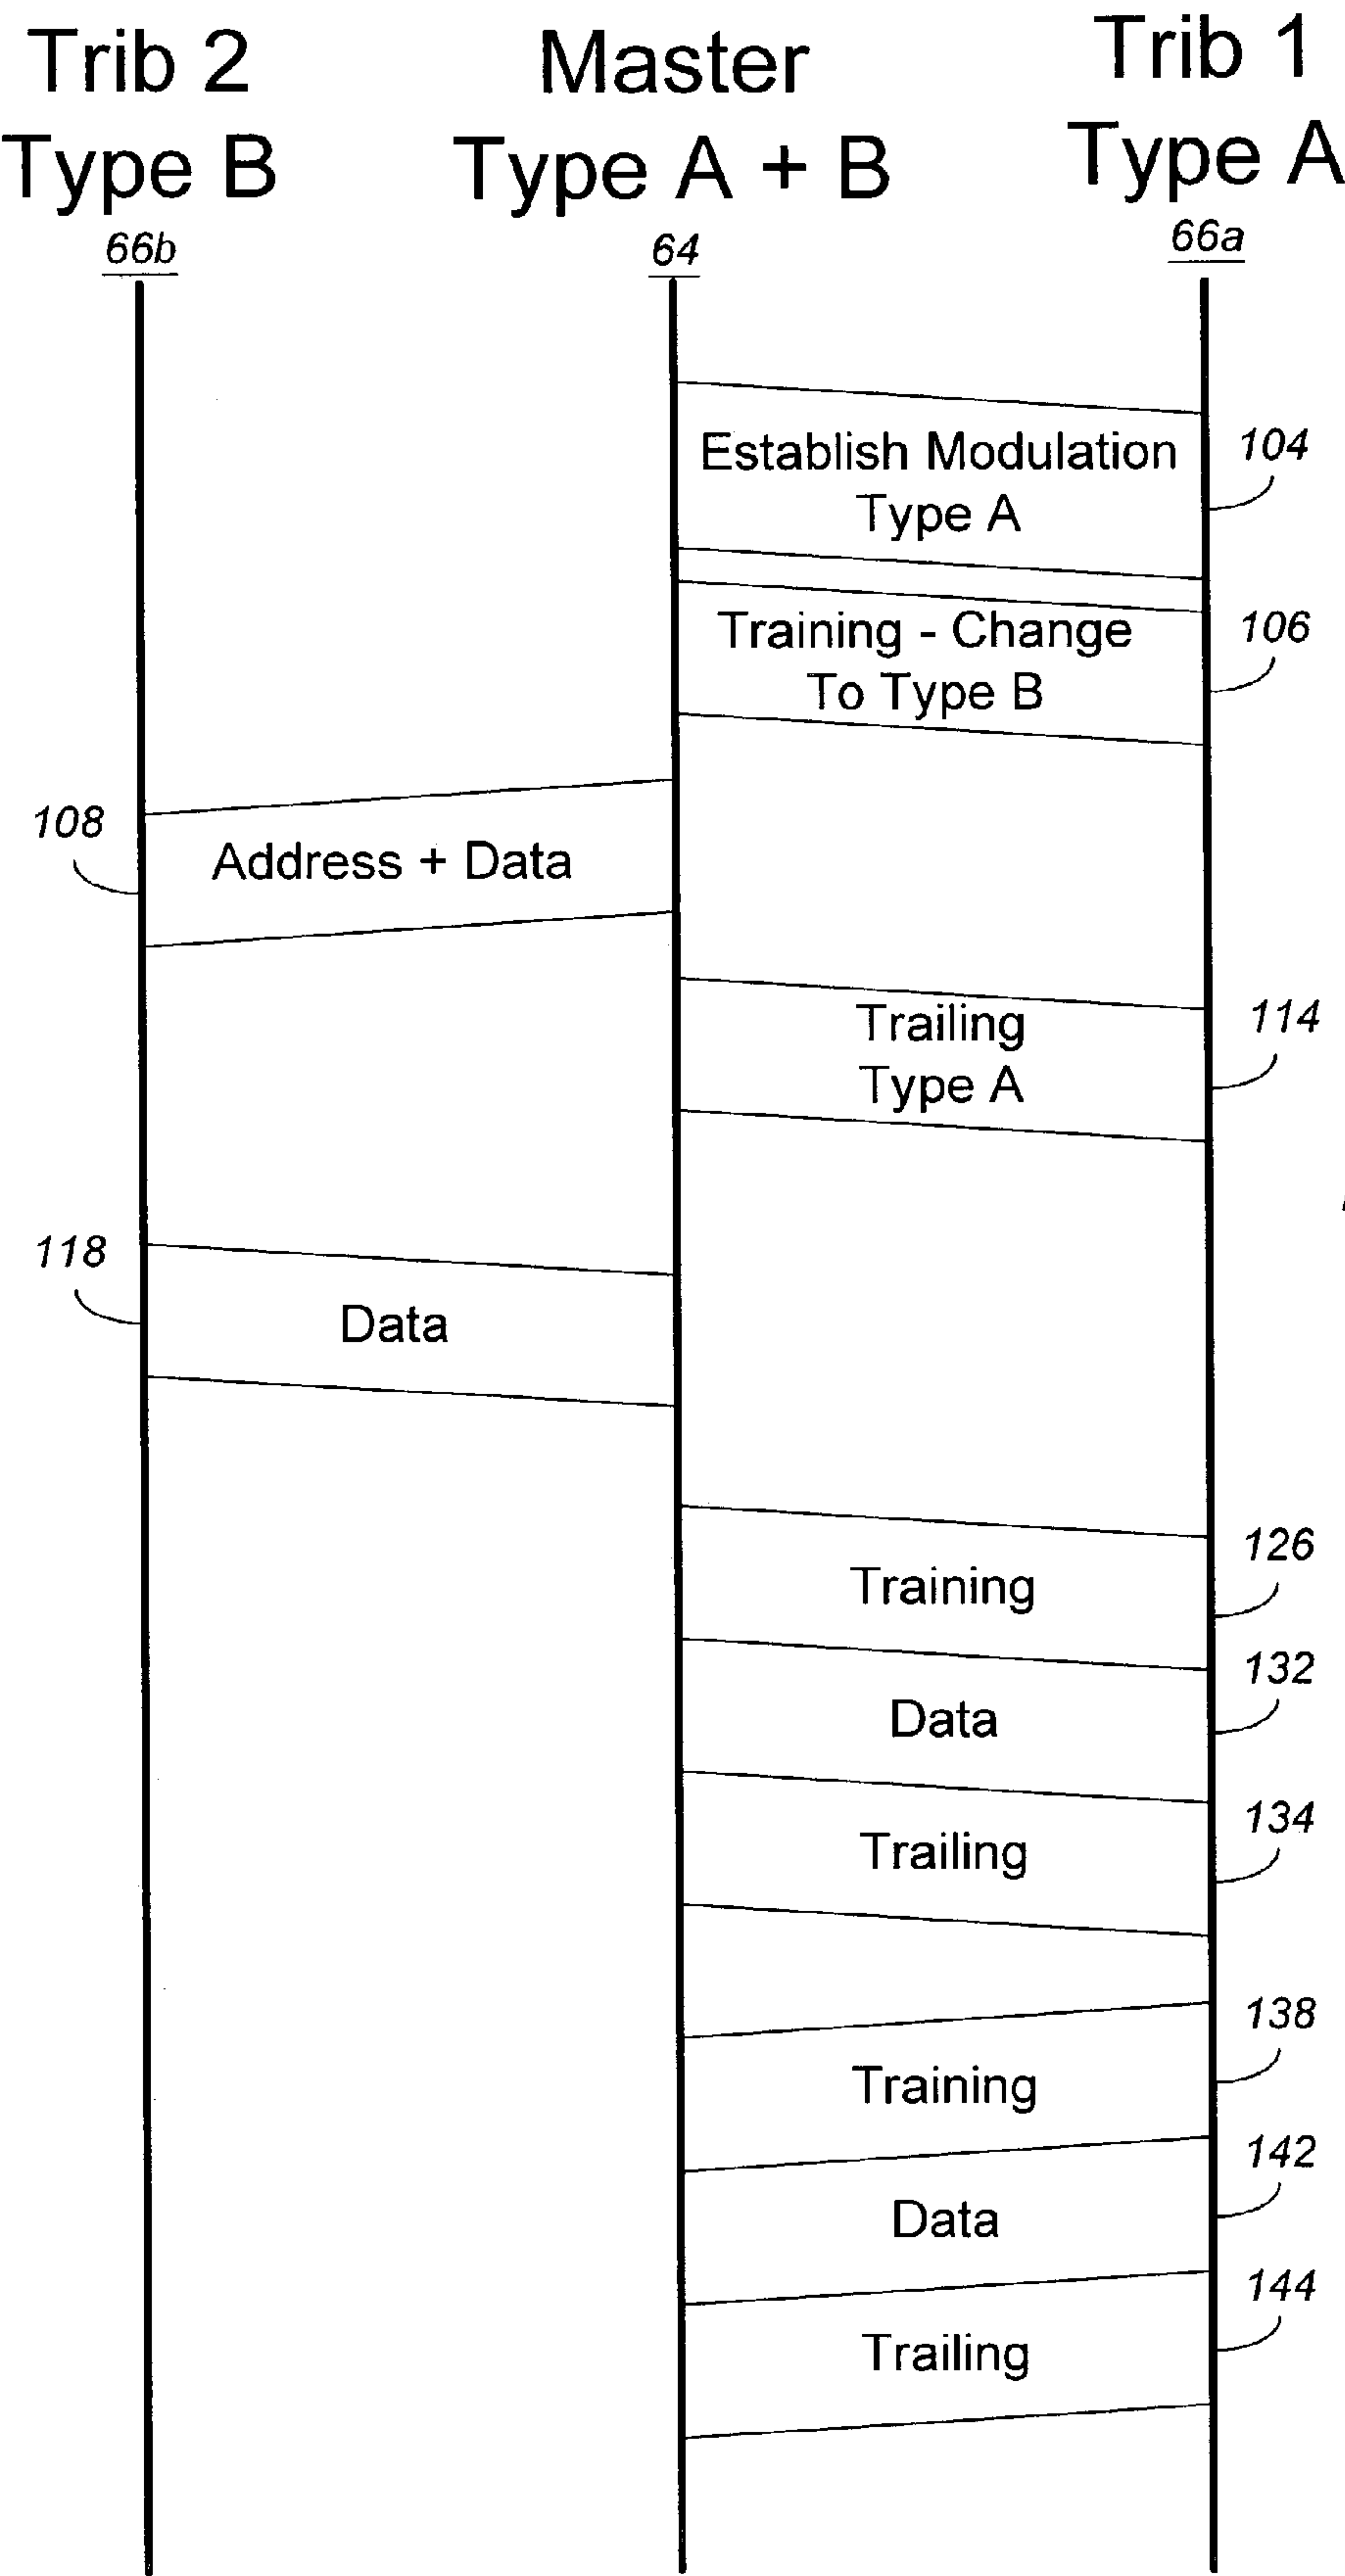 Trib 2
Type B
66b
Master
Type A + B
64
Trib 1
Type A
66a
Establish Modulation
Type A
104
Training - Change
To Type B
106
108
Address + Data
Trailing
Type A
114
118
Data
Training
126
Data
132
Trailing
134
Training
138
Data
142
Trailing
144